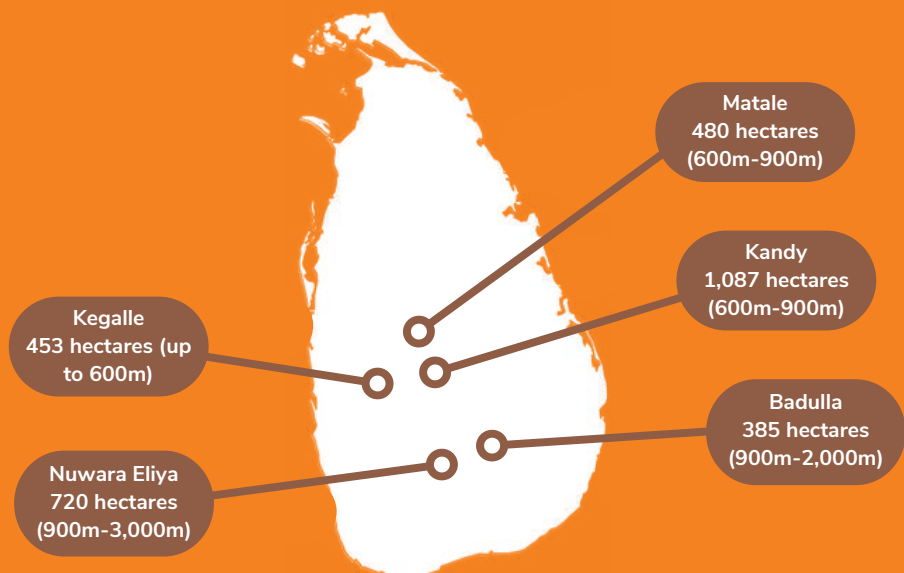 Matale
480 hectares
(600m-900m)
Kandy
1,087 hectares
(600m-900m)
Kegalle
453 hectares (up
to 600m)
Badulla
385 hectares
(900m-2,000m)
Nuwara Eliya
720 hectares
(900m-3,000m)